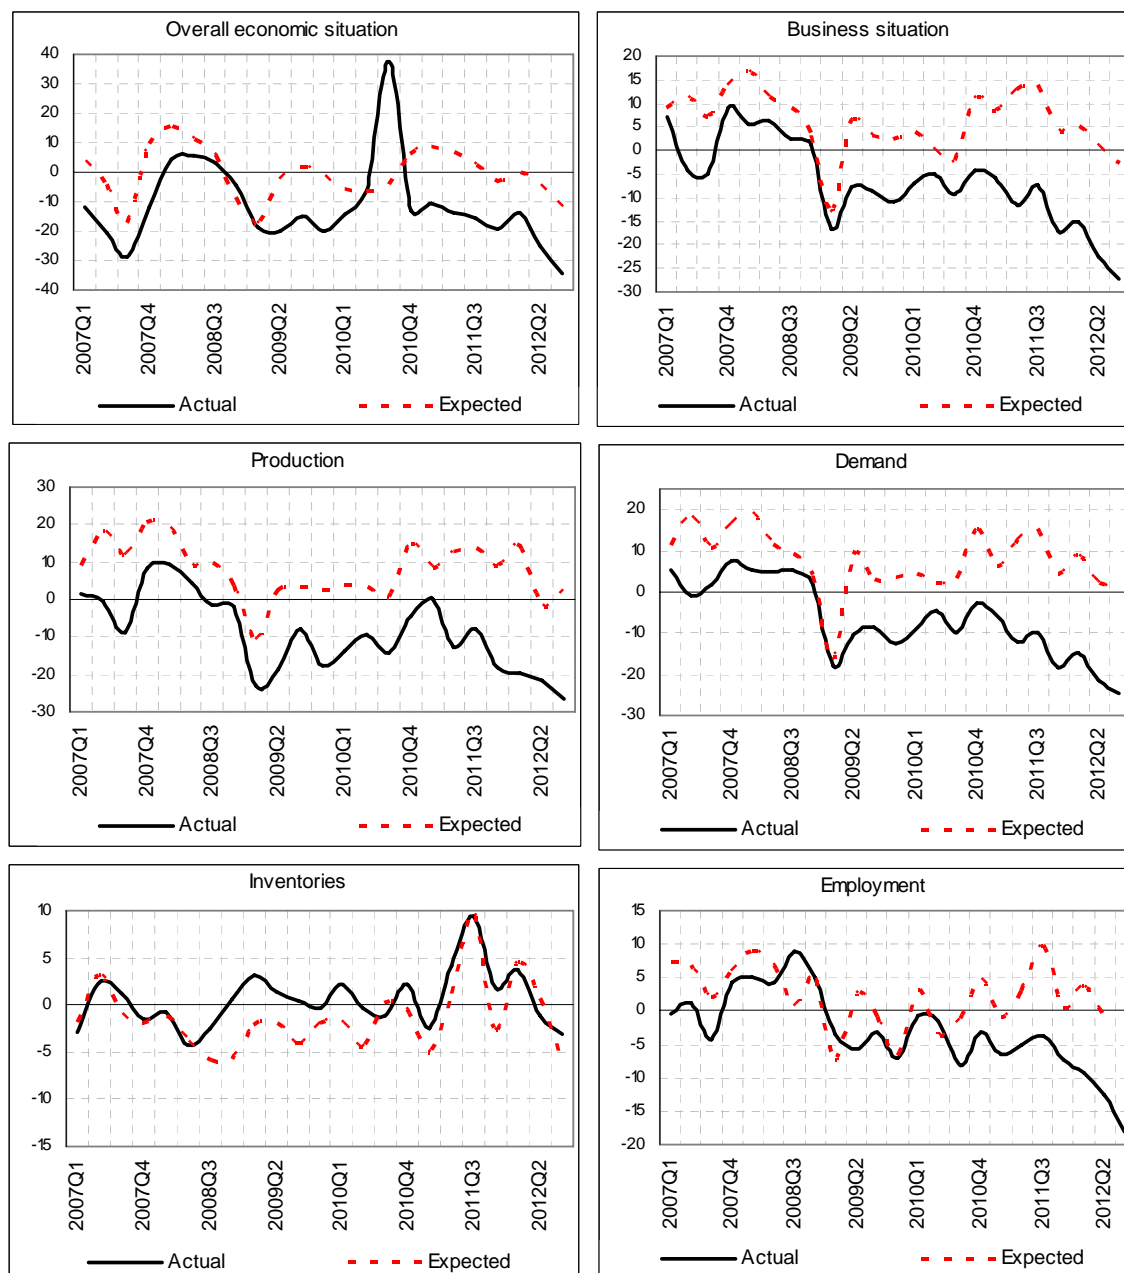 Overall economic situation
40
30
20
10
0
-10
-20
-30
-40
2007Q1
2007Q4
2008Q3
2009Q2
2010Q1
2010Q4
2011Q3
2012Q2
Actual Expected
Business situation
20
15
10
5
0
-5
-10
-15
-20
-25
-30
2007Q1
2007Q4
2008Q3
2009Q2
2010Q1
2010Q4
2011Q3
2012Q2
Actual Expected
Production
30
20
10
0
-10
-20
-30
2007Q1
2007Q4
2008Q3
2009Q2
2010Q1
2010Q4
2011Q3
2012Q2
Actual Expected
Demand
20
10
0
-10
-20
-30
2007Q1
2007Q4
2008Q3
2009Q2
2010Q1
2010Q4
2011Q3
2012Q2
Actual Expected
Inventories
10
5
0
-5
-10
-15
2007Q1
2007Q4
2008Q3
2009Q2
2010Q1
2010Q4
2011Q3
2012Q2
Actual Expected
Employment
15
10
5
0
-5
-10
-15
-20
2007Q1
2007Q4
2008Q3
2009Q2
2010Q1
2010Q4
2011Q3
2012Q2
Actual Expected